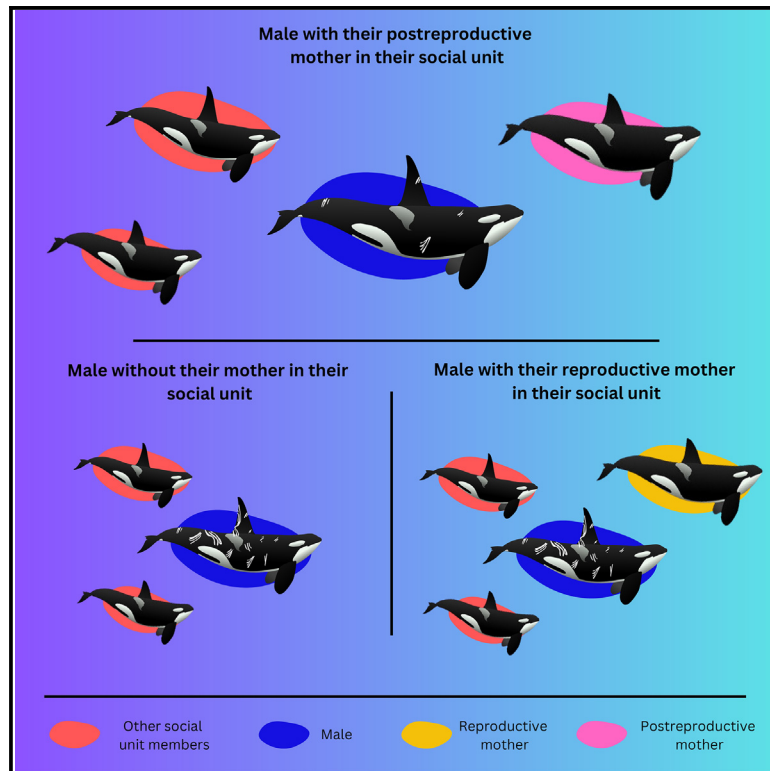 Male with their postreproductive
mother in their social unit
Male without their mother in their
social unit
Male with their reproductive mother
in their social unit
Other social
unit members
Male
Reproductive
mother
Postreproductive
mother